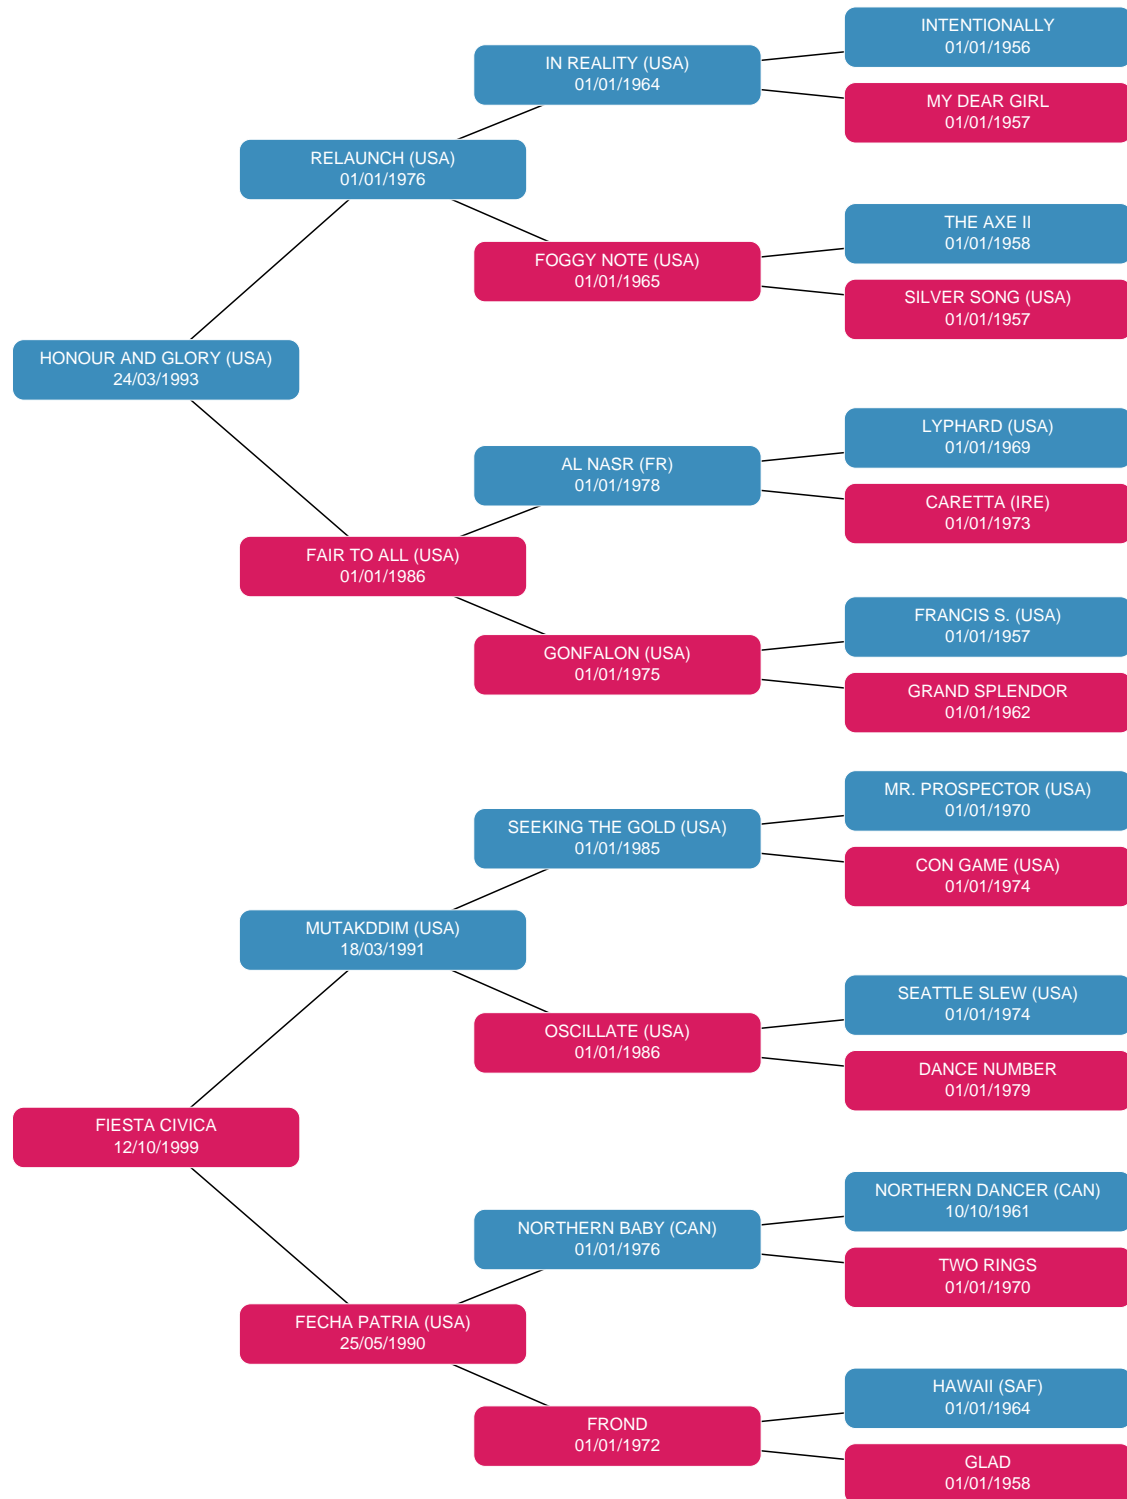 INTENTIONALLY
01/01/1956
IN REALITY (USA)
01/01/1964
MY DEAR GIRL
01/01/1957
RELAUNCH (USA)
01/01/1976
THE AXE II
01/01/1958
FOGGY NOTE (USA)
01/01/1965
SILVER SONG (USA)
01/01/1957
HONOUR AND GLORY (USA)
24/03/1993
LYPHARD (USA)
01/01/1969
AL NASR (FR)
01/01/1978
CARETTA (IRE)
01/01/1973
FAIR TO ALL (USA)
01/01/1986
FRANCIS S. (USA)
01/01/1957
GONFALON (USA)
01/01/1975
GRAND SPLENDOR
01/01/1962
MR. PROSPECTOR (USA)
01/01/1970
SEEKING THE GOLD (USA)
01/01/1985
CON GAME (USA)
01/01/1974
MUTAKDDIM (USA)
18/03/1991
SEATTLE SLEW (USA)
01/01/1974
OSCILLATE (USA)
01/01/1986
DANCE NUMBER
01/01/1979
FIESTA CIVICA
12/10/1999
NORTHERN DANCER (CAN)
10/10/1961
NORTHERN BABY (CAN)
01/01/1976
TWO RINGS
01/01/1970
FECHA PATRIA (USA)
25/05/1990
HAWAII (SAF)
01/01/1964
FROND
01/01/1972
GLAD
01/01/1958